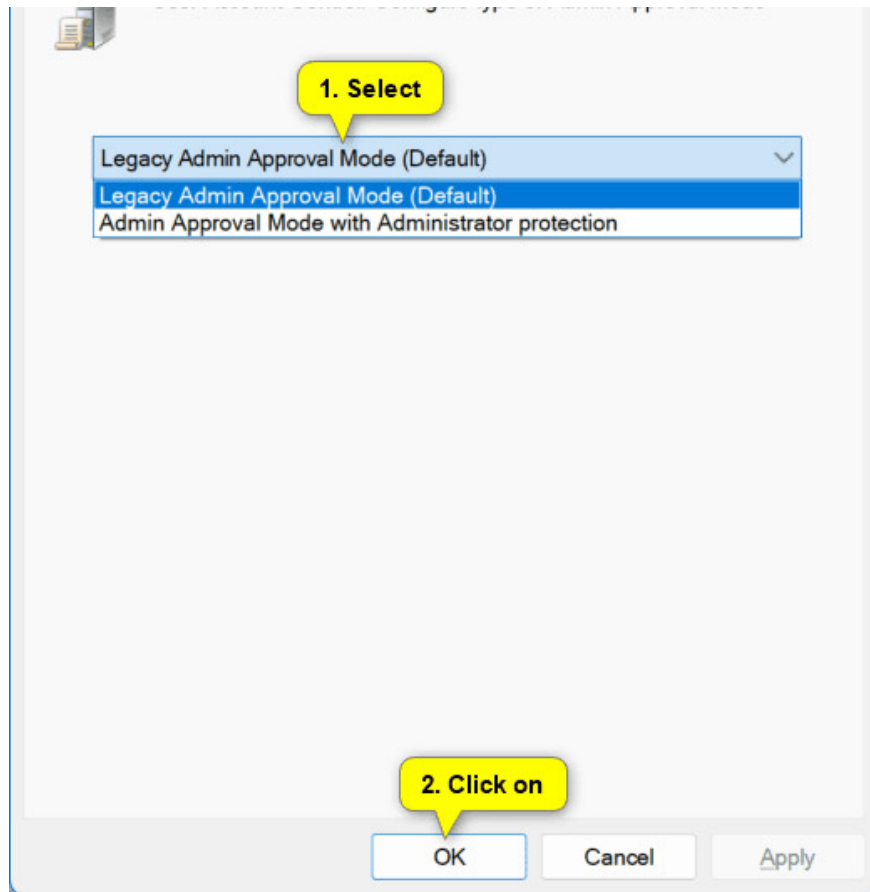 1. Select
Legacy Admin Approval Mode (Default)
Legacy Admin Approval Mode (Default)
Admin Approval Mode with Administrator protection
2. Click on
OK
Cancel
Apply